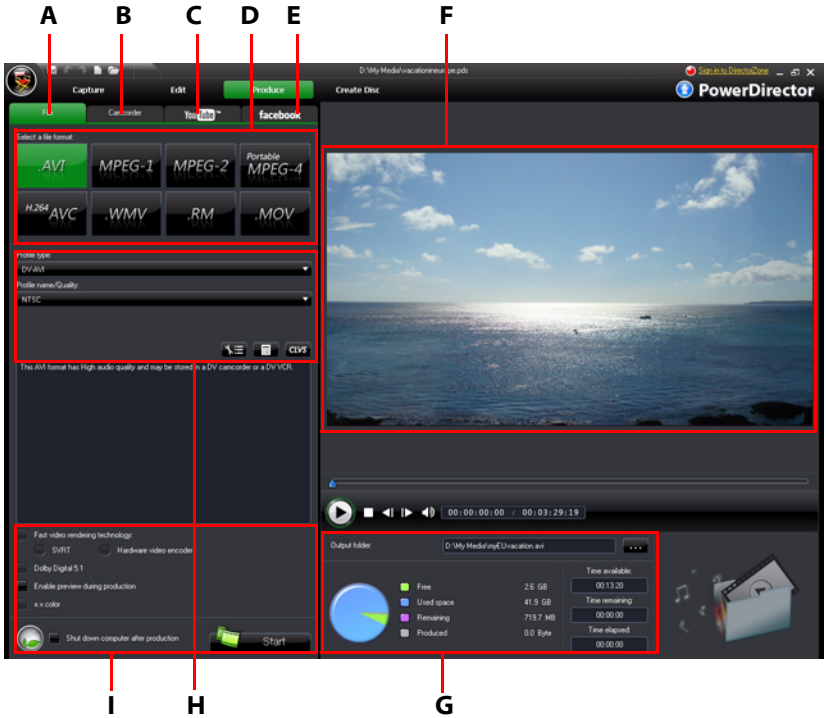 A B C D E F
D:\My Media\vacationineurope.pds
Sign in to DirectorZone
Capture Edit Produce Create Disc PowerDirector
File Camcorder YouTube™ facebook
Select a file format:
.AVI MPEG-1 MPEG-2 Portable MPEG-4
H.264 AVC .WMV .RM .MOV
Profile type:
DV-AVI
Profile name/Quality:
NTSC
CLVS
This AVI format has High audio quality and may be stored in a DV camcorder or a DV VCR.
00:00:00:00 / 00:03:29:19
Fast video rendering technology:
SVRT Hardware video encoder
Dolby Digital 5.1
Enable preview during production
x.v.color
Shut down computer after production
Start
Output folder: D:\My Media\myEUvacation.avi ...
Free 2.6 GB
Used space 41.9 GB
Remaining 719.7 MB
Produced 0.0 Byte
Time available:
00:13:20
Time remaining:
00:00:00
Time elapsed:
00:00:00
I H G